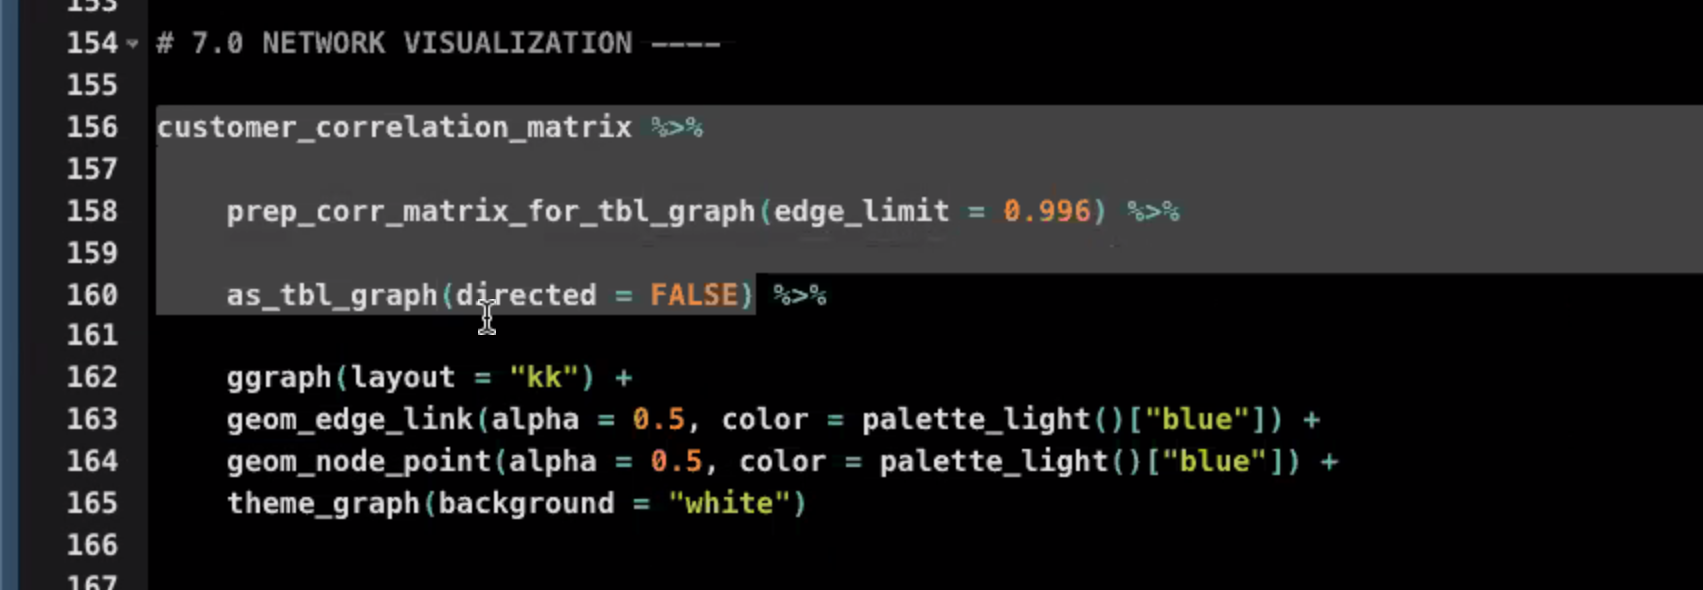 153
154 # 7.0 NETWORK VISUALIZATION ----
155
156 customer_correlation_matrix %>%
157
158     prep_corr_matrix_for_tbl_graph(edge_limit = 0.996) %>%
159
160     as_tbl_graph(directed = FALSE) %>%
161
162     ggraph(layout = "kk") +
163     geom_edge_link(alpha = 0.5, color = palette_light()["blue"]) +
164     geom_node_point(alpha = 0.5, color = palette_light()["blue"]) +
165     theme_graph(background = "white")
166
167